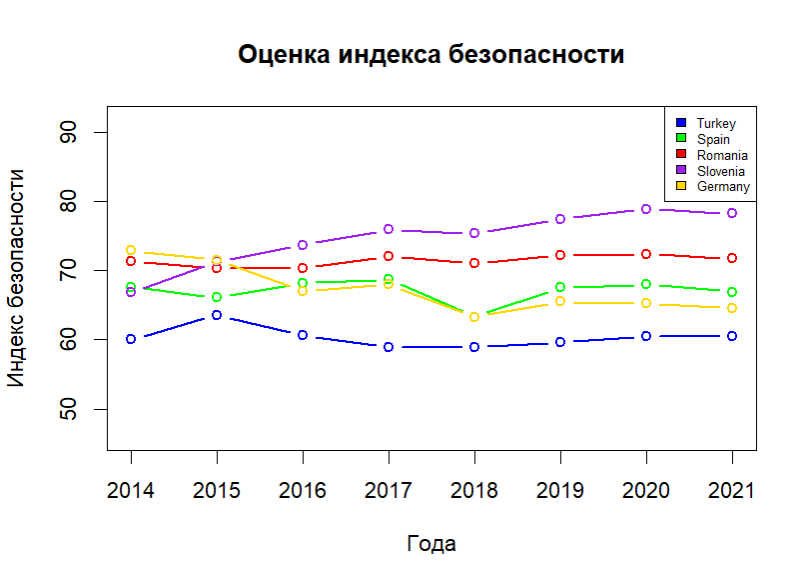 Оценка индекса безопасности
Turkey
Spain
Romania
Slovenia
Germany
Индекс безопасности
90
80
70
60
50
2014 2015 2016 2017 2018 2019 2020 2021
Года